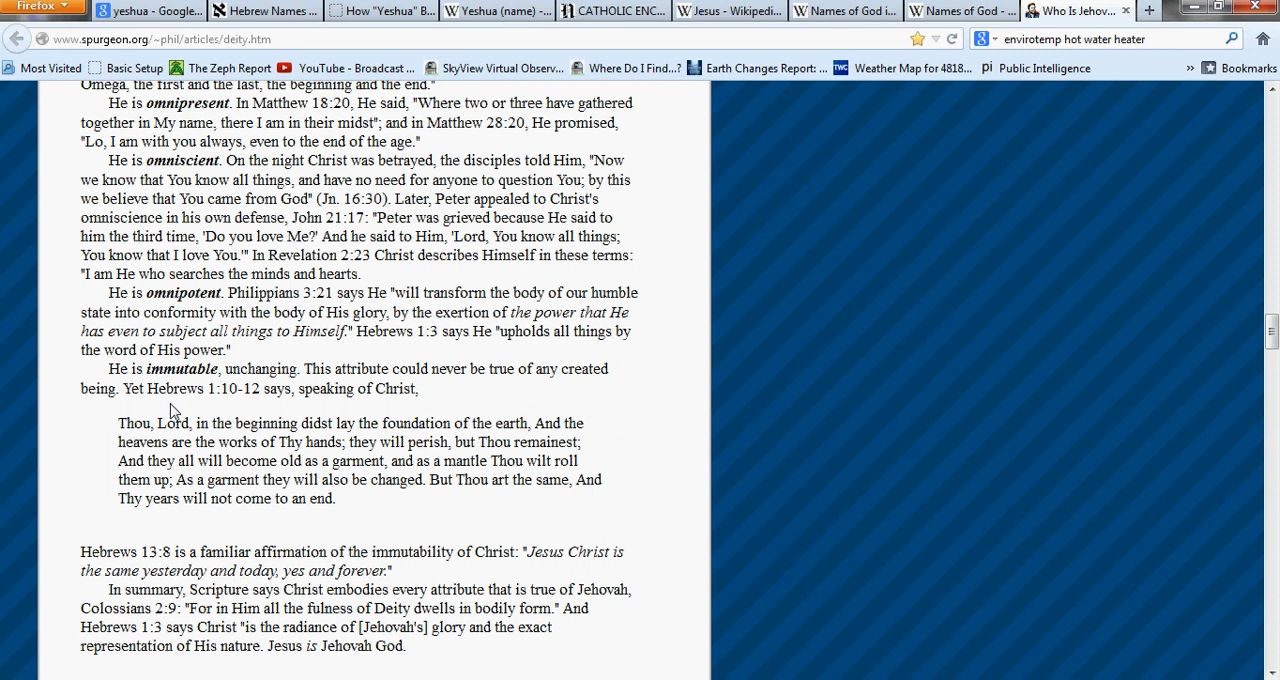 Firefox
yeshua - Google...
Hebrew Names ...
How "Yeshua" B...
Yeshua (name) -...
CATHOLIC ENC...
Jesus - Wikipedi...
Names of God i...
Names of God - ...
Who Is Jehov...
www.spurgeon.org/~phil/articles/deity.htm
envirotemp hot water heater
Most Visited
Basic Setup
The Zeph Report
YouTube - Broadcast ...
SkyView Virtual Observ...
Where Do I Find...?
Earth Changes Report: ...
Weather Map for 4818...
Public Intelligence
»
Bookmarks
Omega, the first and the last, the beginning and the end."
He is omnipresent. In Matthew 18:20, He said, "Where two or three have gathered
together in My name, there I am in their midst"; and in Matthew 28:20, He promised,
"Lo, I am with you always, even to the end of the age."
He is omniscient. On the night Christ was betrayed, the disciples told Him, "Now
we know that You know all things, and have no need for anyone to question You; by this
we believe that You came from God" (Jn. 16:30). Later, Peter appealed to Christ's
omniscience in his own defense, John 21:17: "Peter was grieved because He said to
him the third time, 'Do you love Me?' And he said to Him, 'Lord, You know all things;
You know that I love You.'" In Revelation 2:23 Christ describes Himself in these terms:
"I am He who searches the minds and hearts.
He is omnipotent. Philippians 3:21 says He "will transform the body of our humble
state into conformity with the body of His glory, by the exertion of the power that He
has even to subject all things to Himself." Hebrews 1:3 says He "upholds all things by
the word of His power."
He is immutable, unchanging. This attribute could never be true of any created
being. Yet Hebrews 1:10-12 says, speaking of Christ,
Thou, Lord, in the beginning didst lay the foundation of the earth, And the
heavens are the works of Thy hands; they will perish, but Thou remainest;
And they all will become old as a garment, and as a mantle Thou wilt roll
them up; As a garment they will also be changed. But Thou art the same, And
Thy years will not come to an end.
Hebrews 13:8 is a familiar affirmation of the immutability of Christ: "Jesus Christ is
the same yesterday and today, yes and forever."
In summary, Scripture says Christ embodies every attribute that is true of Jehovah,
Colossians 2:9: "For in Him all the fulness of Deity dwells in bodily form." And
Hebrews 1:3 says Christ "is the radiance of [Jehovah's] glory and the exact
representation of His nature. Jesus is Jehovah God.